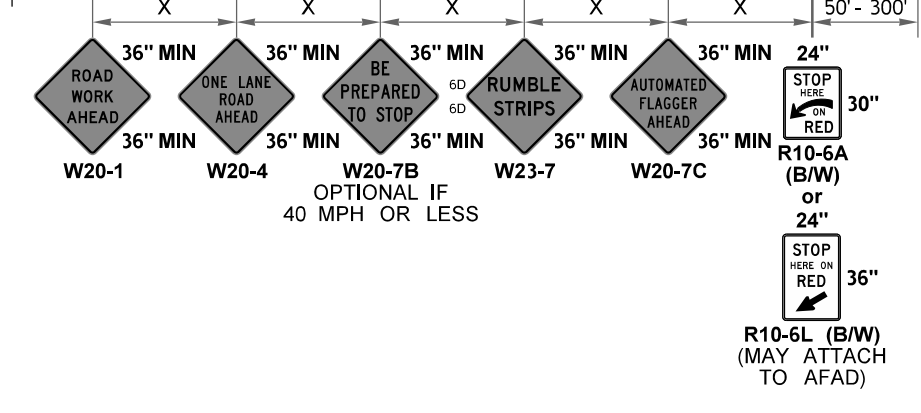 X X X X X 50' - 300'
36" MIN 36" MIN 36" MIN 36" MIN 36" MIN 24"
ROAD
WORK
AHEAD
36" MIN
W20-1
ONE LANE
ROAD
AHEAD
36" MIN
W20-4
BE
PREPARED
TO STOP
36" MIN
W20-7B
OPTIONAL IF
40 MPH OR LESS
6D
6D
RUMBLE
STRIPS
36" MIN
W23-7
AUTOMATED
FLAGGER
AHEAD
36" MIN
W20-7C
STOP
HERE
ON
RED
30"
R10-6A
(B/W)
or
24"
STOP
HERE ON
RED
36"
R10-6L (B/W)
(MAY ATTACH
TO AFAD)